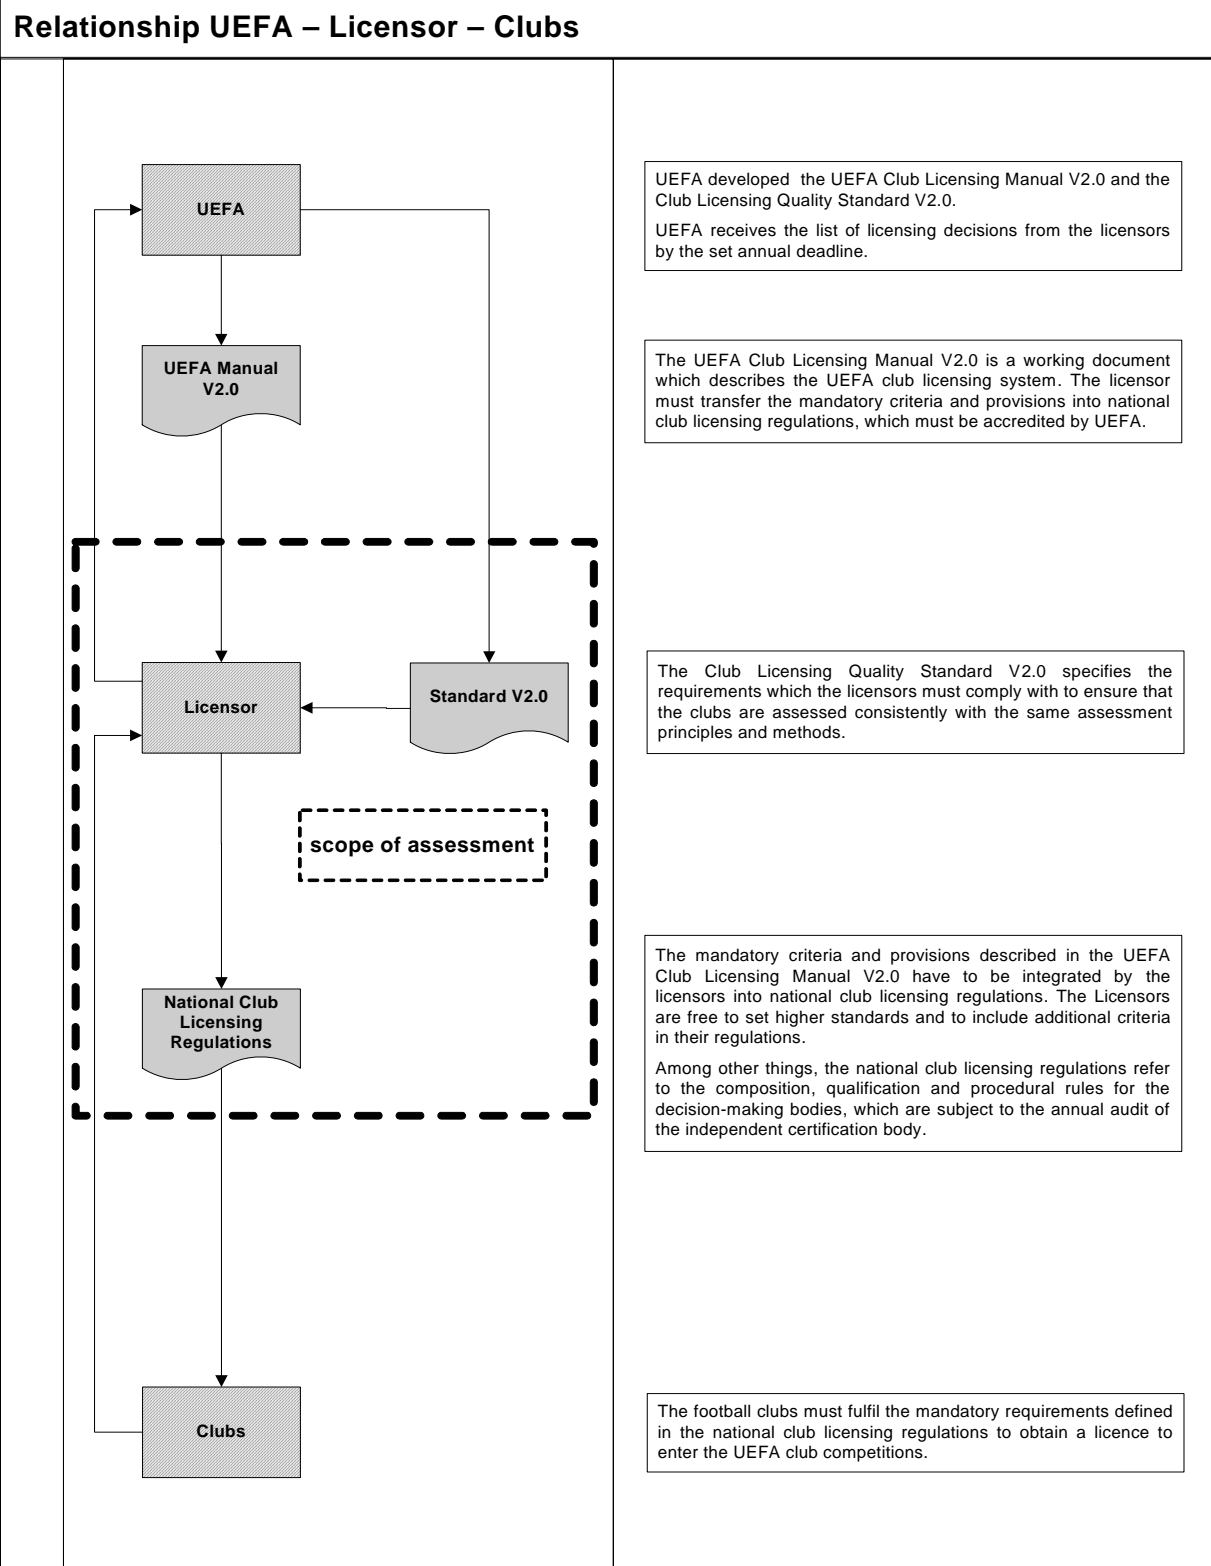 Relationship UEFA – Licensor – Clubs
UEFA
UEFA developed the UEFA Club Licensing Manual V2.0 and the
Club Licensing Quality Standard V2.0.
UEFA receives the list of licensing decisions from the licensors
by the set annual deadline.
UEFA Manual
V2.0
The UEFA Club Licensing Manual V2.0 is a working document
which describes the UEFA club licensing system. The licensor
must transfer the mandatory criteria and provisions into national
club licensing regulations, which must be accredited by UEFA.
Licensor
Standard V2.0
The Club Licensing Quality Standard V2.0 specifies the
requirements which the licensors must comply with to ensure that
the clubs are assessed consistently with the same assessment
principles and methods.
scope of assessment
National Club
Licensing
Regulations
The mandatory criteria and provisions described in the UEFA
Club Licensing Manual V2.0 have to be integrated by the
licensors into national club licensing regulations. The Licensors
are free to set higher standards and to include additional criteria
in their regulations.
Among other things, the national club licensing regulations refer
to the composition, qualification and procedural rules for the
decision-making bodies, which are subject to the annual audit of
the independent certification body.
Clubs
The football clubs must fulfil the mandatory requirements defined
in the national club licensing regulations to obtain a licence to
enter the UEFA club competitions.